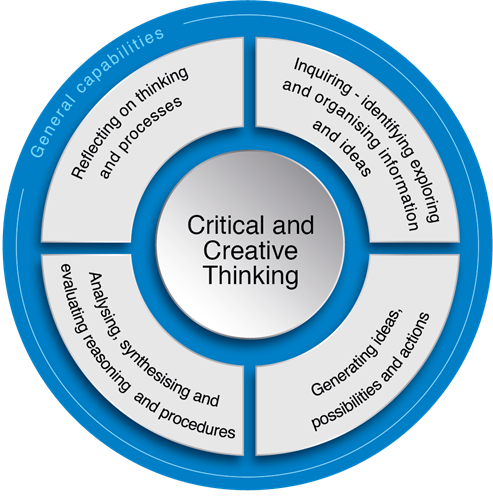 General capabilities
Reflecting on thinking
and processes
Inquiring - identifying exploring
and organising information
and ideas
Critical and
Creative
Thinking
Analysing, synthesising and
evaluating reasoning and procedures
Generating ideas,
possibilities and actions